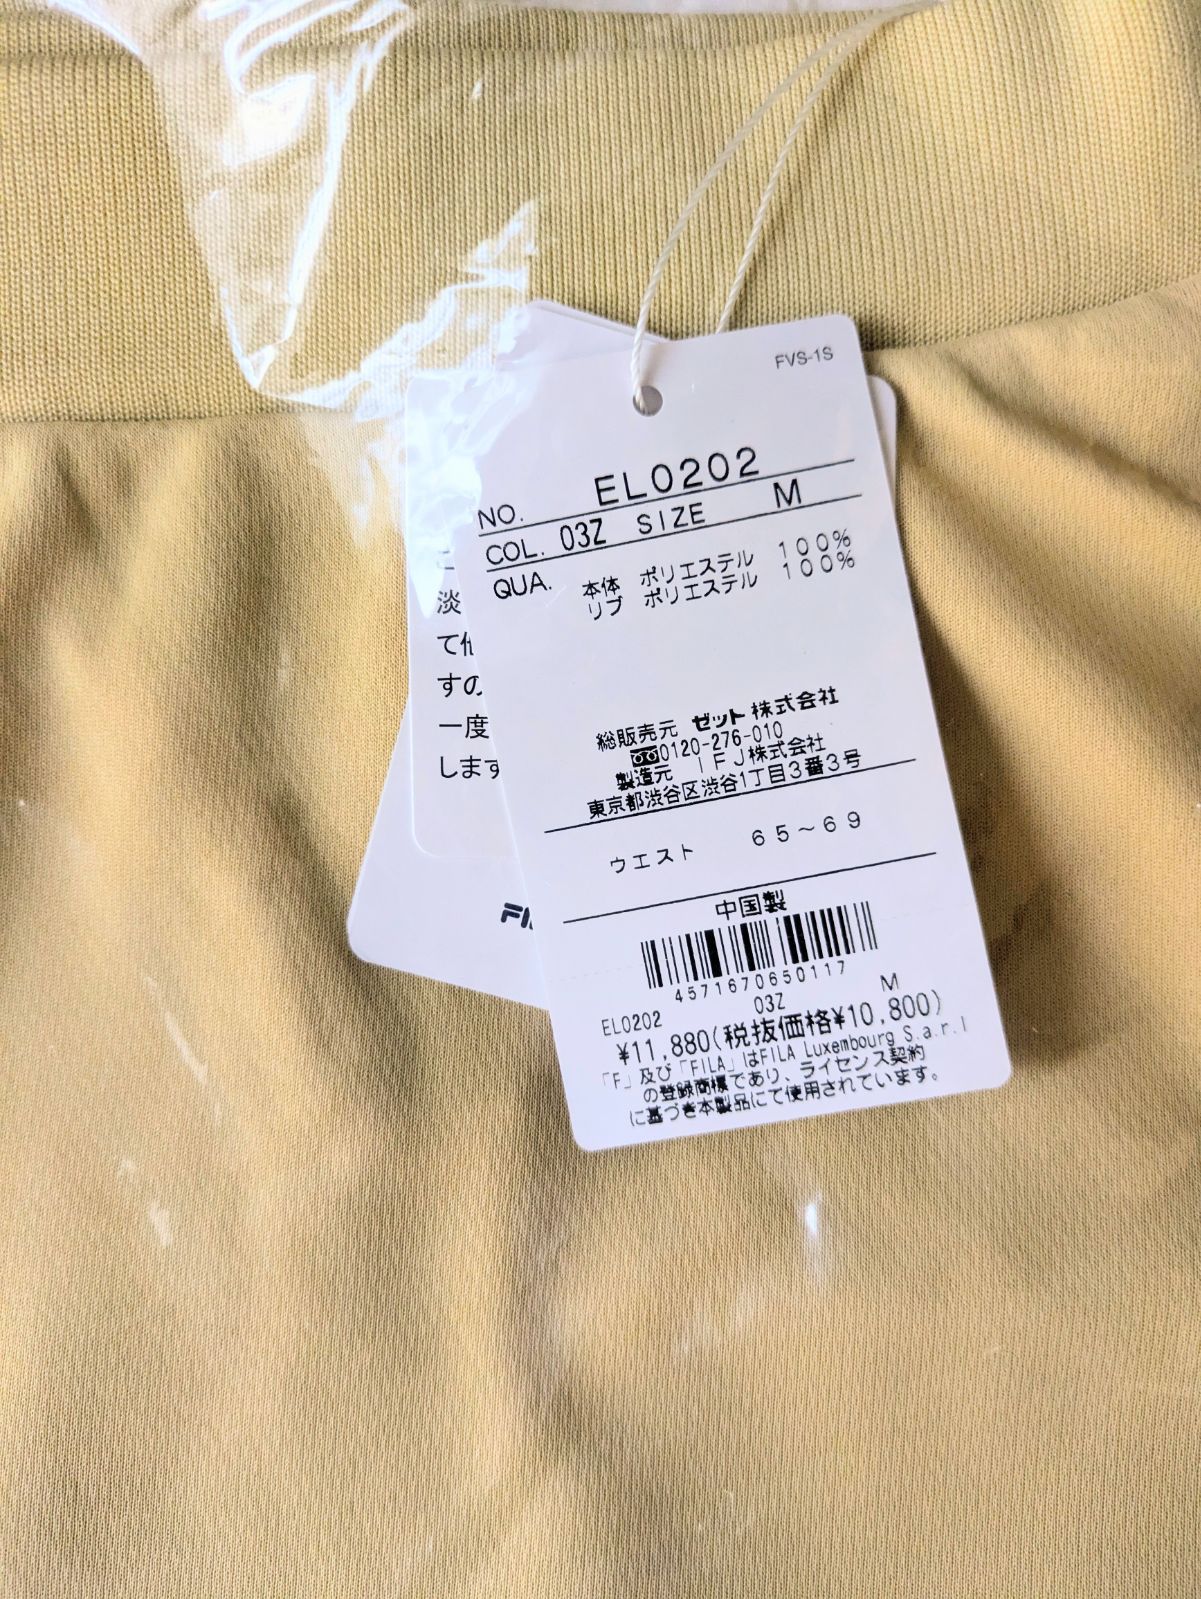 FVS-1S
NO. EL0202
COL. 03Z SIZE M
QUA. 本体 ポリエステル 100%
リブ ポリエステル 100%
総販売元 ゼット株式会社
0120-276-010
製造元 IFJ株式会社
東京都渋谷区渋谷1丁目3番3号
ウエスト 65~69
中国製
4571670650117
EL0202 03Z M
¥11,880(税抜価格¥10,800)
「F」及び「FILA」はFILA Luxembourg S.a.r.l
の登録商標であり、ライセンス契約
に基づき本製品にて使用されています。
淡
て他
すの
一度
します
FIL